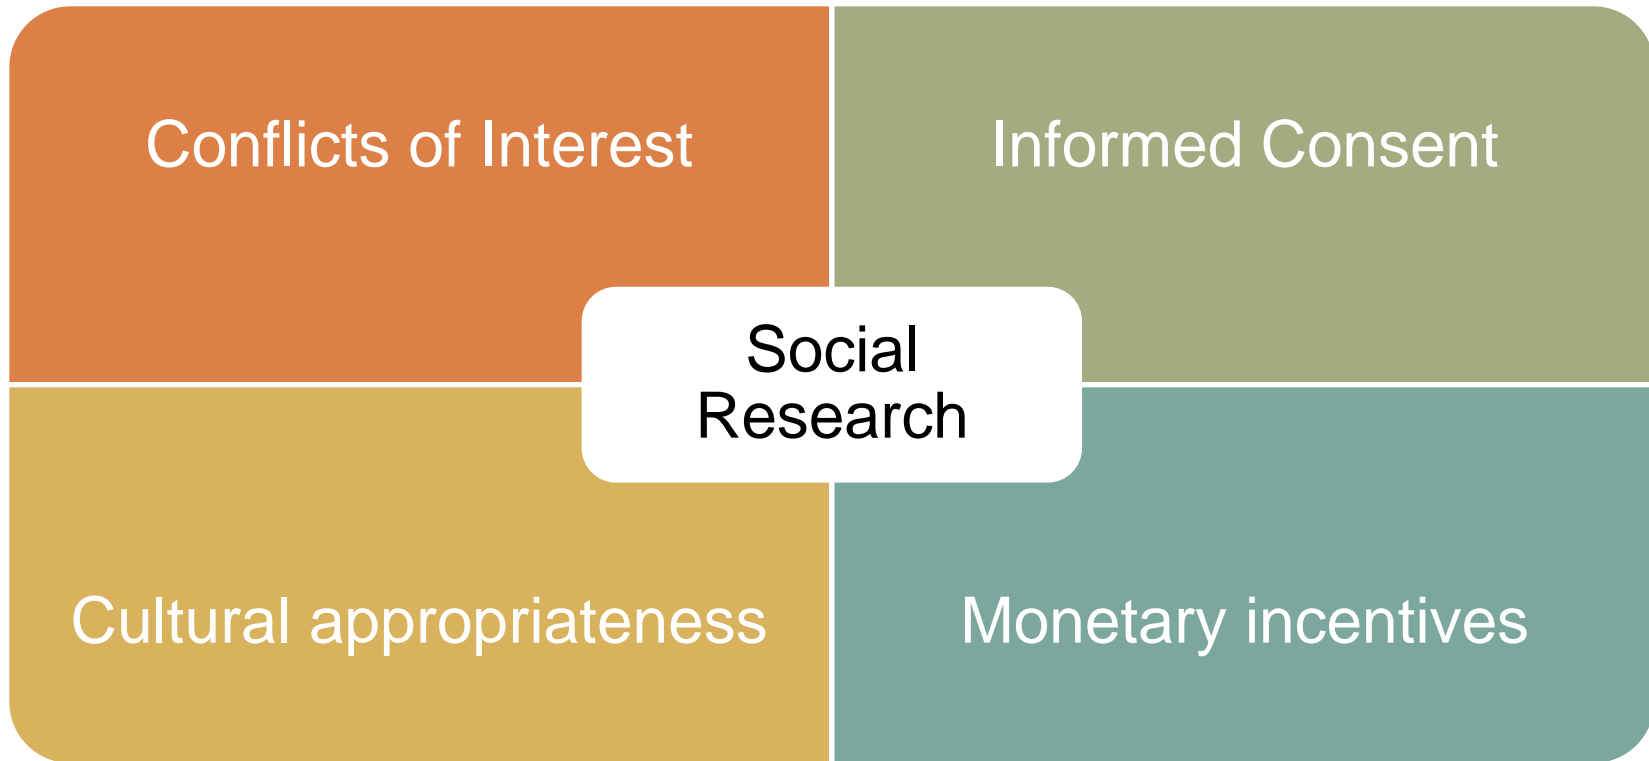 Conflicts of Interest
Informed Consent
Social
Research
Cultural appropriateness
Monetary incentives